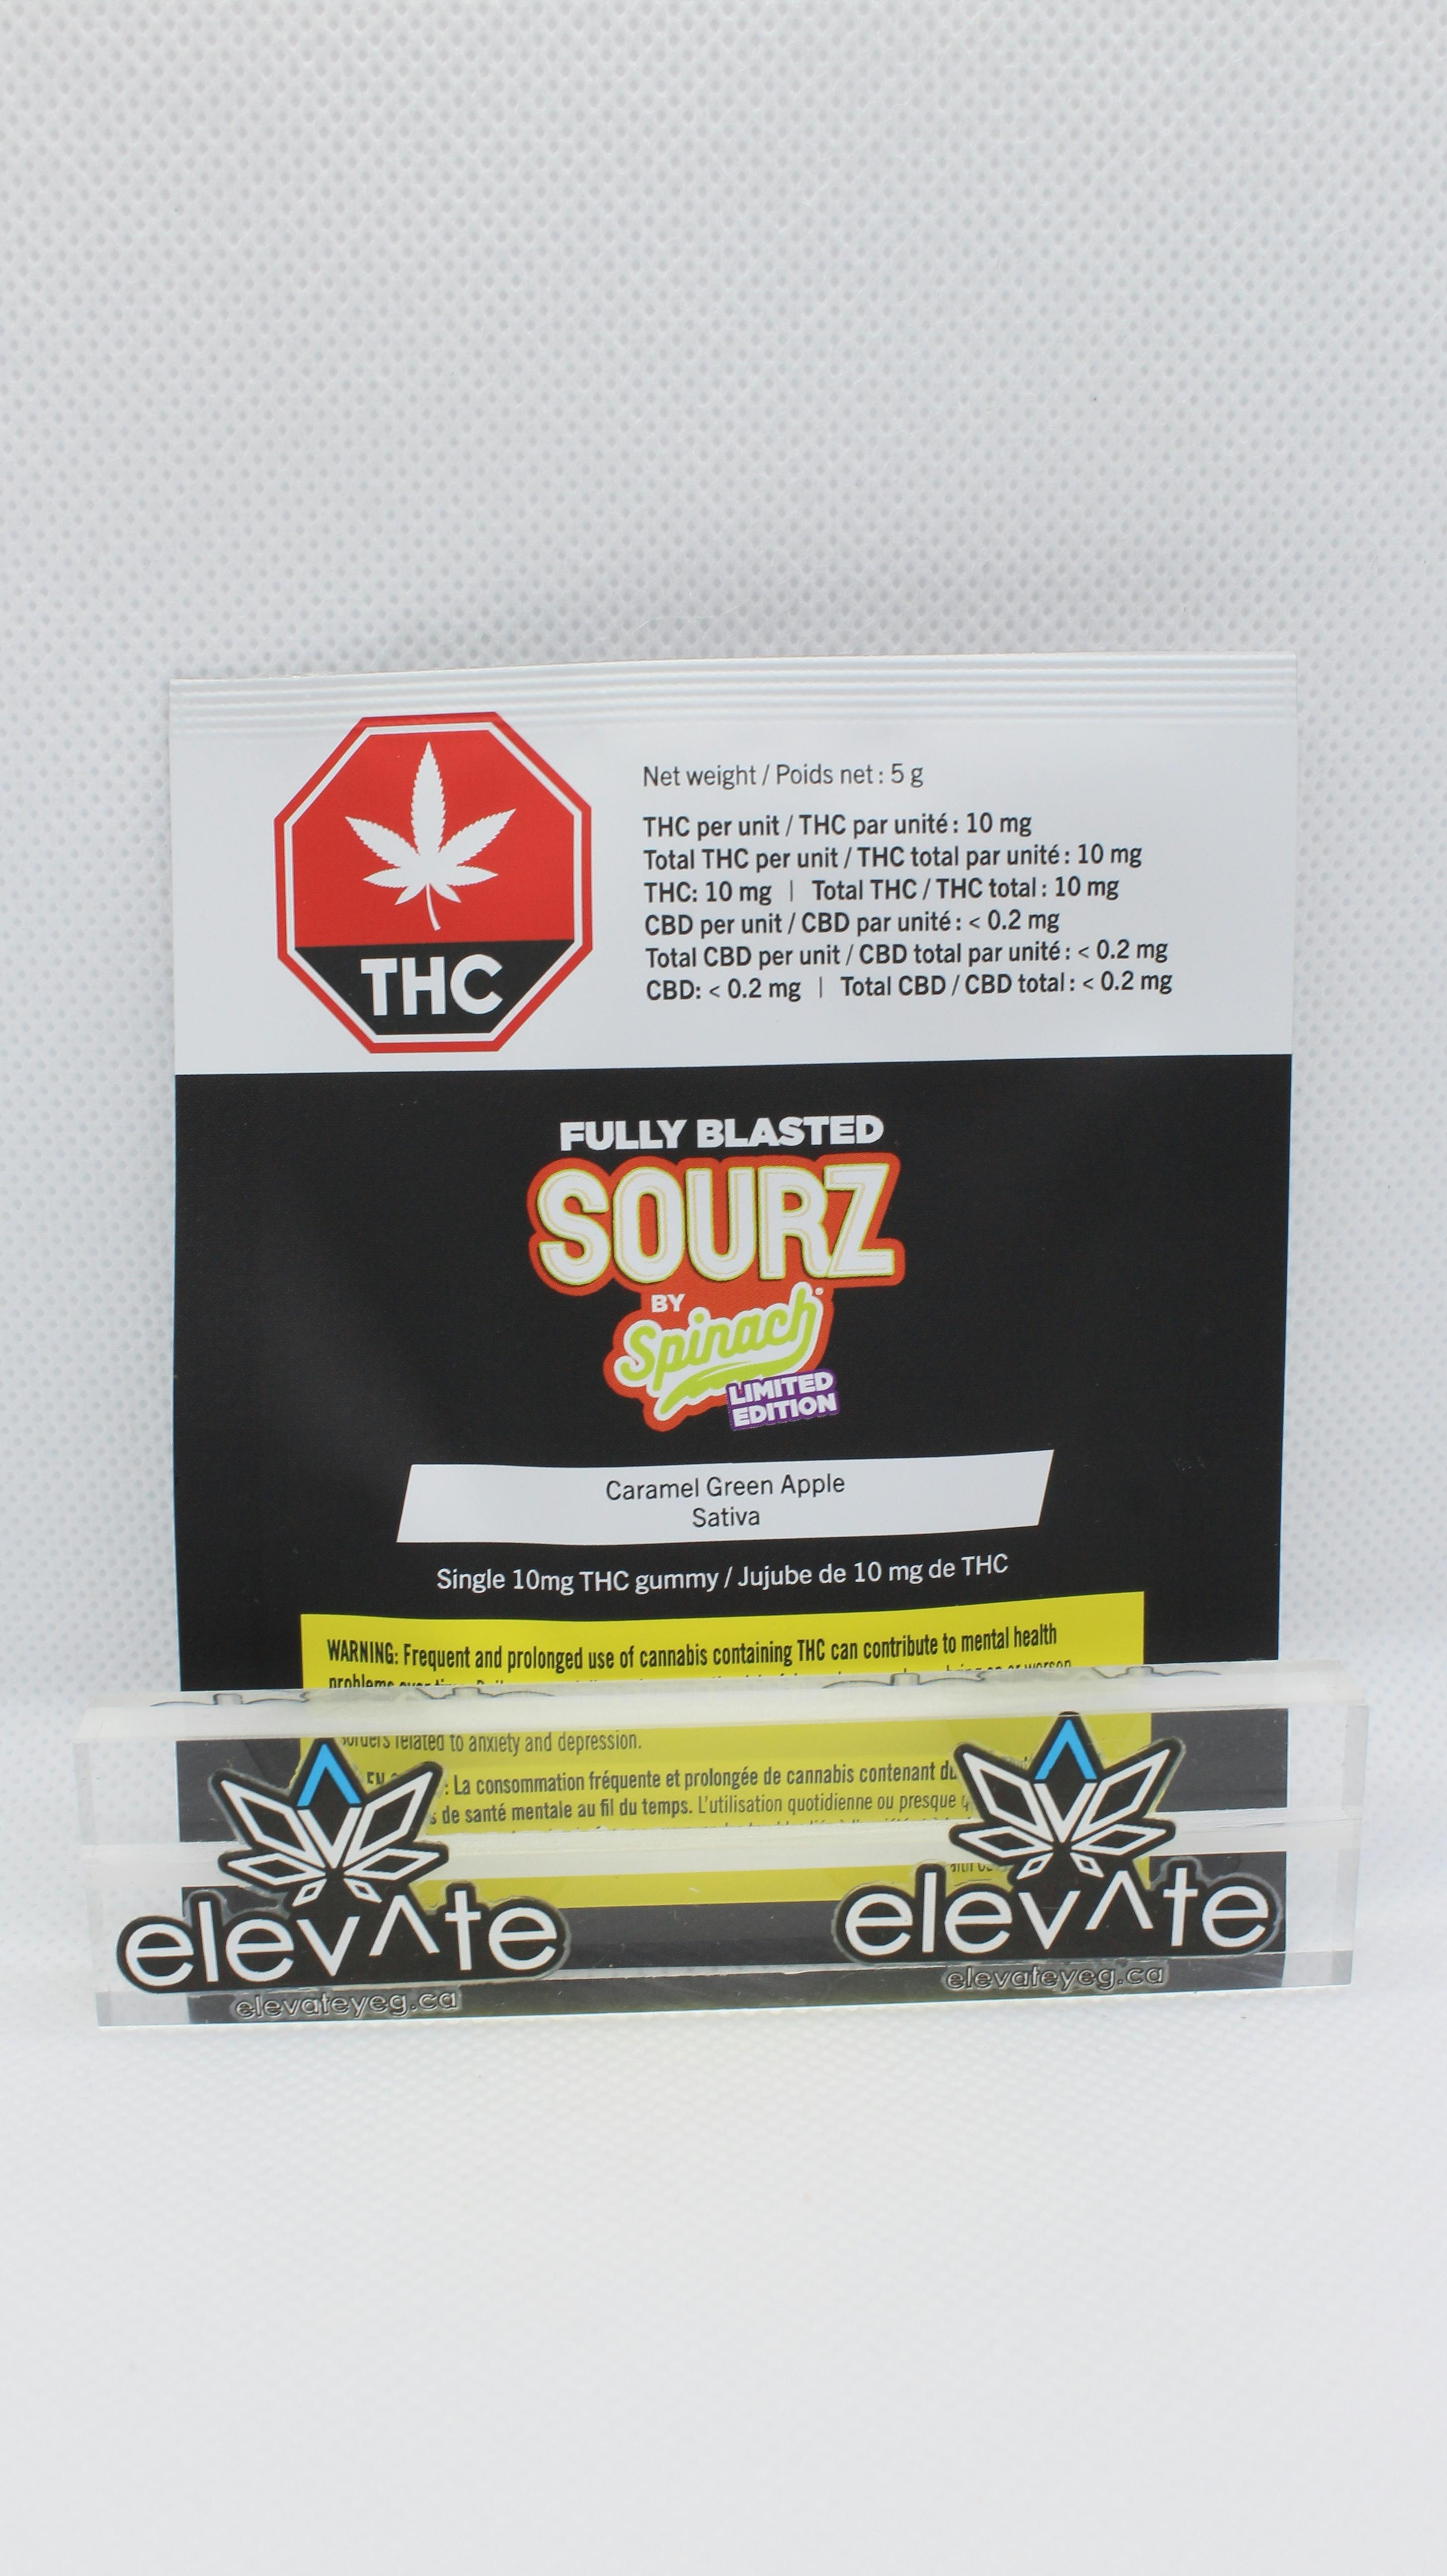 THC
Net weight / Poids net : 5 g
THC per unit / THC par unité : 10 mg
Total THC per unit / THC total par unité : 10 mg
THC: 10 mg | Total THC / THC total : 10 mg
CBD per unit / CBD par unité : < 0.2 mg
Total CBD per unit / CBD total par unité : < 0.2 mg
CBD: < 0.2 mg | Total CBD / CBD total : < 0.2 mg
FULLY BLASTED
SOURZ
BY
Spinach
LIMITED
EDITION
Caramel Green Apple
Sativa
Single 10mg THC gummy / Jujube de 10 mg de THC
WARNING: Frequent and prolonged use of cannabis containing THC can contribute to mental health
problems
related to anxiety and depression.
: La consommation fréquente et prolongée de cannabis contenant
de santé mentale au fil du temps. L'utilisation quotidienne ou presque
elev^te
elevateyeg.ca
elev^te
elevateyeg.ca